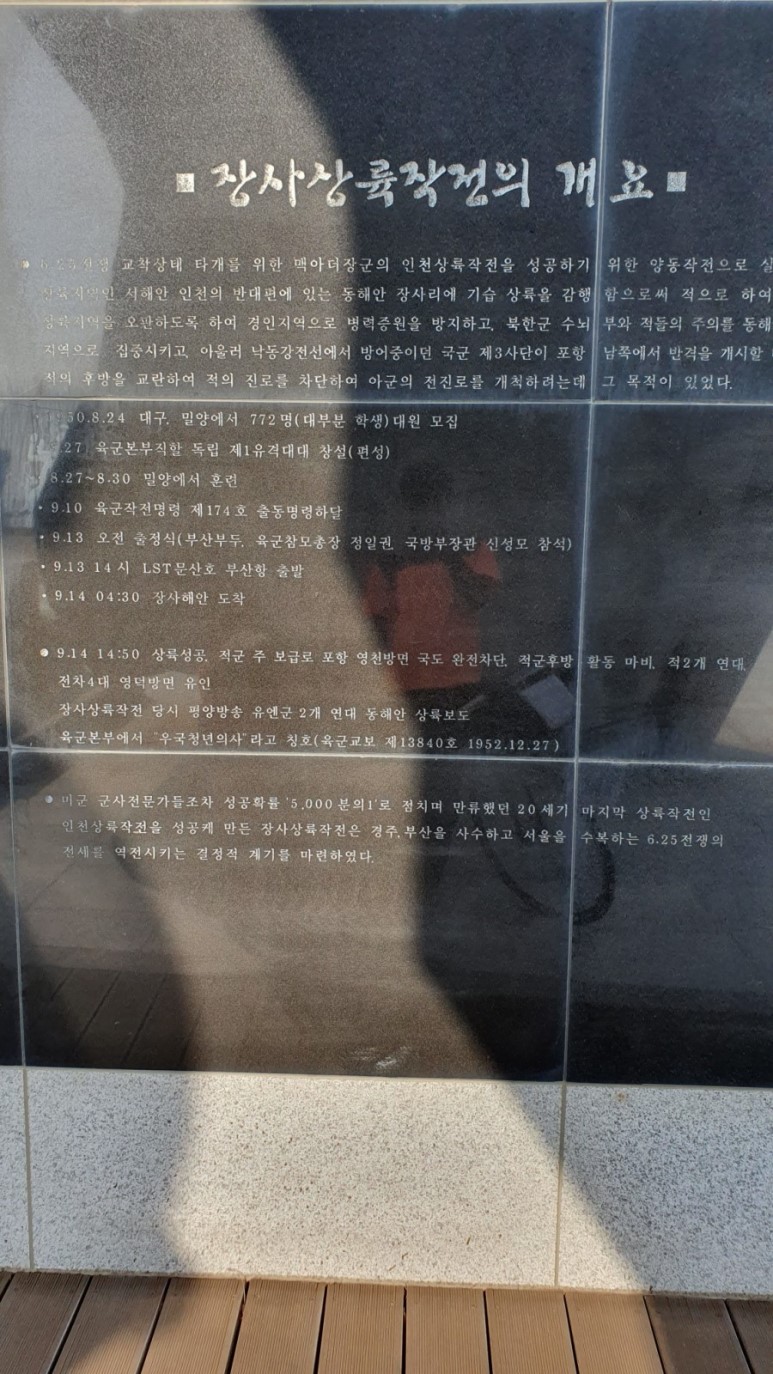 장사상륙작전의 개요
6.25전쟁 교착상태 타개를 위한 맥아더장군의 인천상륙작전을 성공하기 위한 양동작전으로 실
상륙지역인 서해안 인천의 반대편에 있는 동해안 장사리에 기습 상륙을 감행 함으로써 적으로 하여
상륙지역을 오판하도록 하여 경인지역으로 병력증원을 방지하고, 북한군 수뇌 부와 적들의 주의를 동해
지역으로 집중시키고, 아울러 낙동강전선에서 방어중이던 국군 제3사단이 포항 남쪽에서 반격을 개시할
적의 후방을 교란하여 적의 진로를 차단하여 아군의 전진로를 개척하려는데 그 목적이 있었다.
50.8.24 대구, 밀양에서 772명(대부분 학생)대원 모집
27 육군본부직할 독립 제1유격대대 창설(편성)
8.27~8.30 밀양에서 훈련
• 9.10 육군작전명령 제174호 출동명령하달
• 9.13 오전 출정식(부산부두, 육군참모총장 정일권, 국방부장관 신성모 참석)
• 9.13 14시 LST문산호 부산항 출발
• 9.14 04:30 장사해안 도착
● 9.14 14:50 상륙성공, 적군 주 보급로 포항 영천방면 국도 완전차단, 적군후방 활동 마비, 적2개 연대,
전차4대 영덕방면 유인
장사상륙작전 당시 평양방송 유엔군 2개 연대 동해안 상륙보도
육군본부에서 "우국청년의사"라고 칭호(육군교보 제13840호 1952.12.27)
● 미군 군사전문가들조차 성공확률 '5,000분의1'로 점치며 만류했던 20세기 마지막 상륙작전인
인천상륙작전을 성공케 만든 장사상륙작전은 경주,부산을 사수하고 서울을 수복하는 6.25전쟁의
전세를 역전시키는 결정적 계기를 마련하였다.